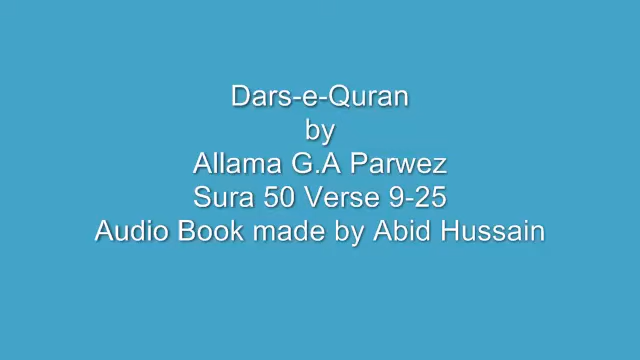 Dars-e-Quran
by
Allama G.A Parwez
Sura 50 Verse 9-25
Audio Book made by Abid Hussain